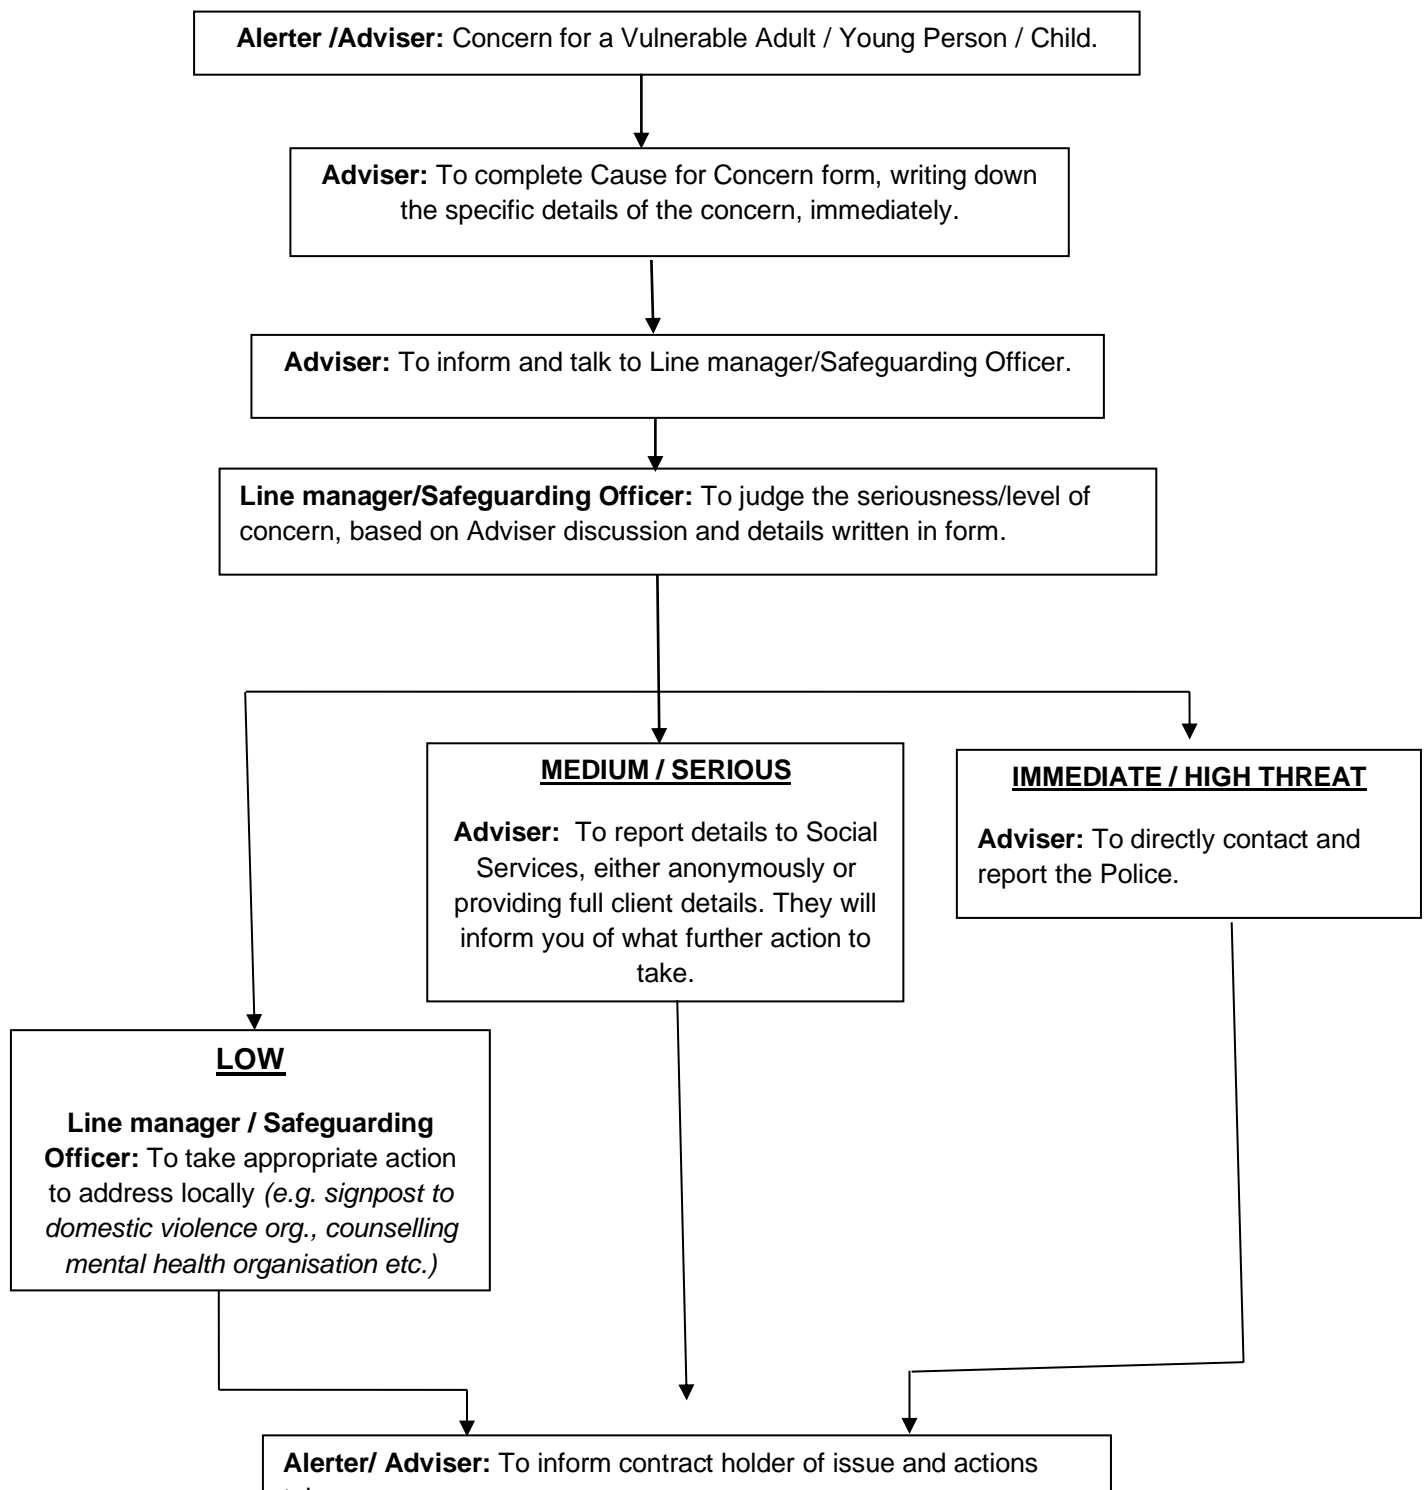 Alerter /Adviser: Concern for a Vulnerable Adult / Young Person / Child.
Adviser: To complete Cause for Concern form, writing down
the specific details of the concern, immediately.
Adviser: To inform and talk to Line manager/Safeguarding Officer.
Line manager/Safeguarding Officer: To judge the seriousness/level of
concern, based on Adviser discussion and details written in form.
MEDIUM / SERIOUS
Adviser: To report details to Social
Services, either anonymously or
providing full client details. They will
inform you of what further action to
take.
IMMEDIATE / HIGH THREAT
Adviser: To directly contact and
report the Police.
LOW
Line manager / Safeguarding
Officer: To take appropriate action
to address locally (e.g. signpost to
domestic violence org., counselling
mental health organisation etc.)
Alerter/ Adviser: To inform contract holder of issue and actions